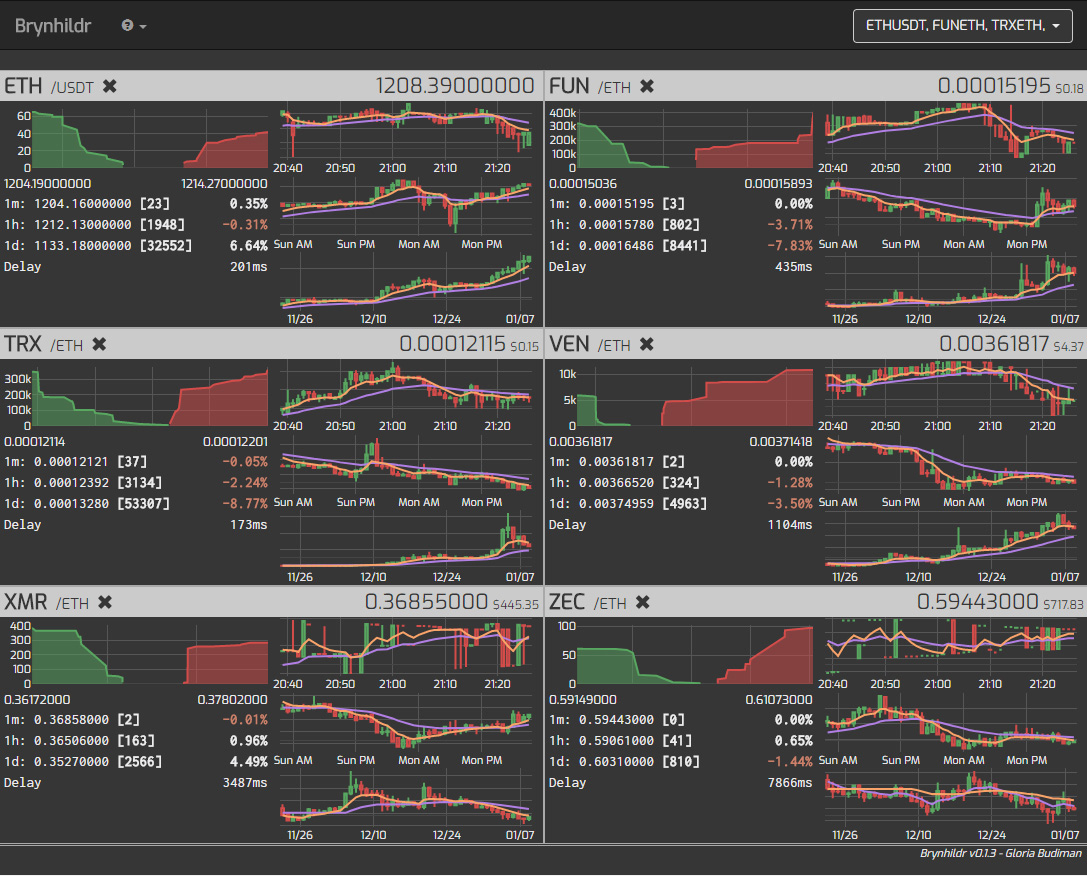 Brynhildr ?
ETHUSDT, FUNETH, TRXETH,
ETH /USDT ✖ 1208.39000000
60
40
20
0
20:40 20:50 21:00 21:10 21:20
1204.19000000 1214.27000000
1m: 1204.16000000 [23] 0.35%
1h: 1212.13000000 [1948] -0.31%
1d: 1133.18000000 [32552] 6.64%
Sun AM Sun PM Mon AM Mon PM
Delay 201ms
11/26 12/10 12/24 01/07
FUN /ETH ✖ 0.00015195 $0.18
400k
300k
200k
100k
0
20:40 20:50 21:00 21:10 21:20
0.00015036 0.00015893
1m: 0.00015195 [3] 0.00%
1h: 0.00015780 [802] -3.71%
1d: 0.00016486 [8441] -7.83%
Sun AM Sun PM Mon AM Mon PM
Delay 435ms
11/26 12/10 12/24 01/07
TRX /ETH ✖ 0.00012115 $0.15
300k
200k
100k
0
20:40 20:50 21:00 21:10 21:20
0.00012114 0.00012201
1m: 0.00012121 [37] -0.05%
1h: 0.00012392 [3134] -2.24%
1d: 0.00013280 [53307] -8.77%
Sun AM Sun PM Mon AM Mon PM
Delay 173ms
11/26 12/10 12/24 01/07
VEN /ETH ✖ 0.00361817 $4.37
10k
5k
0
20:40 20:50 21:00 21:10 21:20
0.00361817 0.00371418
1m: 0.00361817 [2] 0.00%
1h: 0.00366520 [324] -1.28%
1d: 0.00374959 [4963] -3.50%
Sun AM Sun PM Mon AM Mon PM
Delay 1104ms
11/26 12/10 12/24 01/07
XMR /ETH ✖ 0.36855000 $445.35
400
300
200
100
0
20:40 20:50 21:00 21:10 21:20
0.36172000 0.37802000
1m: 0.36858000 [2] -0.01%
1h: 0.36506000 [163] 0.96%
1d: 0.35270000 [2566] 4.49%
Sun AM Sun PM Mon AM Mon PM
Delay 3487ms
11/26 12/10 12/24 01/07
ZEC /ETH ✖ 0.59443000 $717.83
100
50
0
20:40 20:50 21:00 21:10 21:20
0.59149000 0.61073000
1m: 0.59443000 [0] 0.00%
1h: 0.59061000 [41] 0.65%
1d: 0.60310000 [810] -1.44%
Sun AM Sun PM Mon AM Mon PM
Delay 7866ms
11/26 12/10 12/24 01/07
Brynhildr v0.1.3 - Gloria Budiman